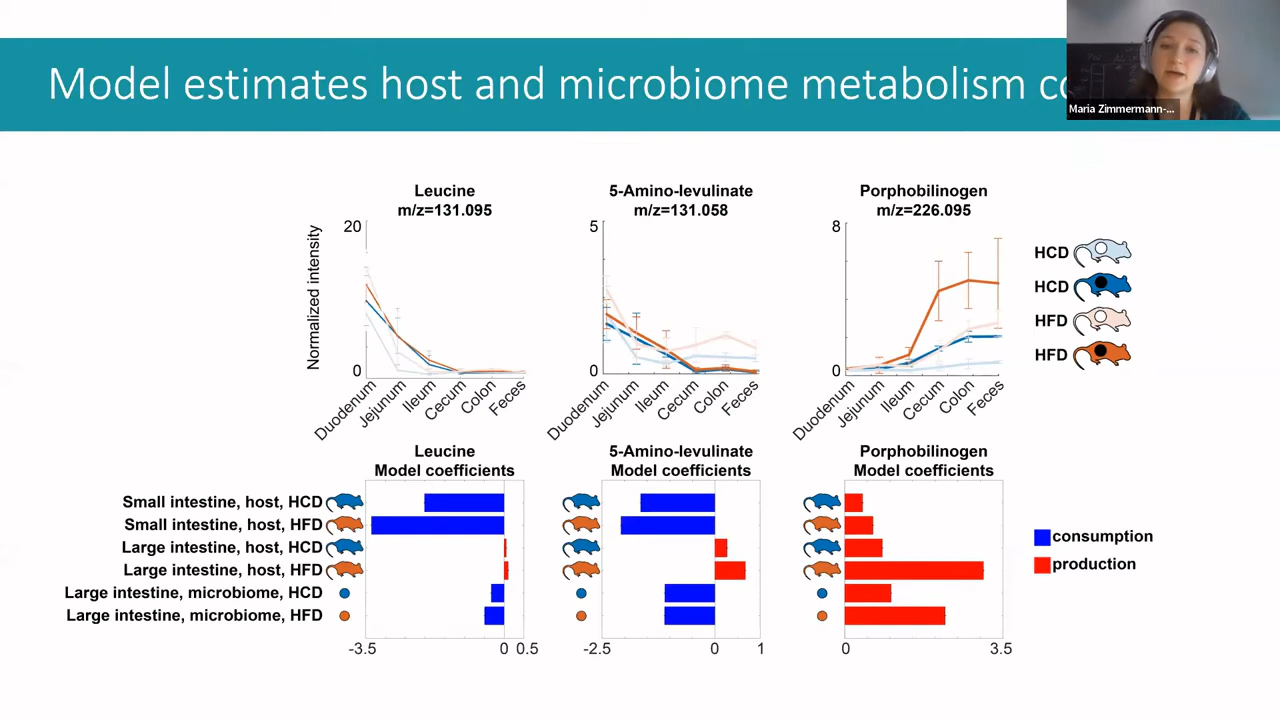 Model estimates host and microbiome metabolism
Maria Zimmermann-...
Leucine
m/z=131.095
5-Amino-levulinate
m/z=131.058
Porphobilinogen
m/z=226.095
Normalized intensity
20
0
5
0
8
0
Duodenum
Jejunum
Ileum
Cecum
Colon
Feces
Duodenum
Jejunum
Ileum
Cecum
Colon
Feces
Duodenum
Jejunum
Ileum
Cecum
Colon
Feces
HCD
HCD
HFD
HFD
Leucine
Model coefficients
5-Amino-levulinate
Model coefficients
Porphobilinogen
Model coefficients
Small intestine, host, HCD
Small intestine, host, HFD
Large intestine, host, HCD
Large intestine, host, HFD
Large intestine, microbiome, HCD
Large intestine, microbiome, HFD
consumption
production
-3.5 0 0.5
-2.5 0 1
0 3.5